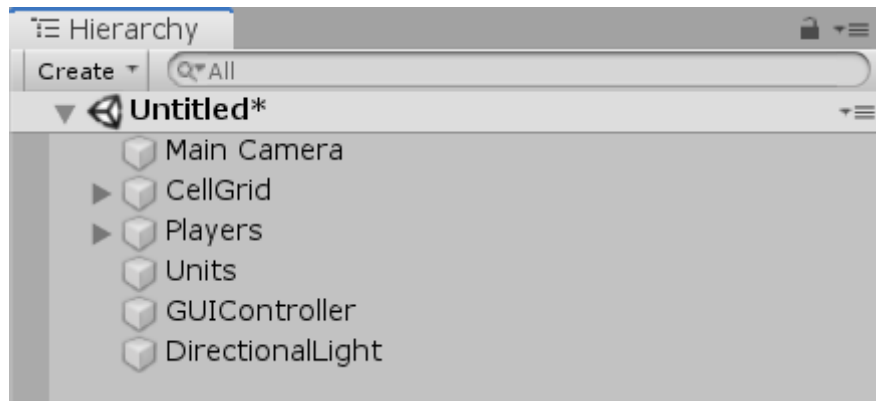 Hierarchy
Create All
Untitled*
Main Camera
CellGrid
Players
Units
GUIController
DirectionalLight